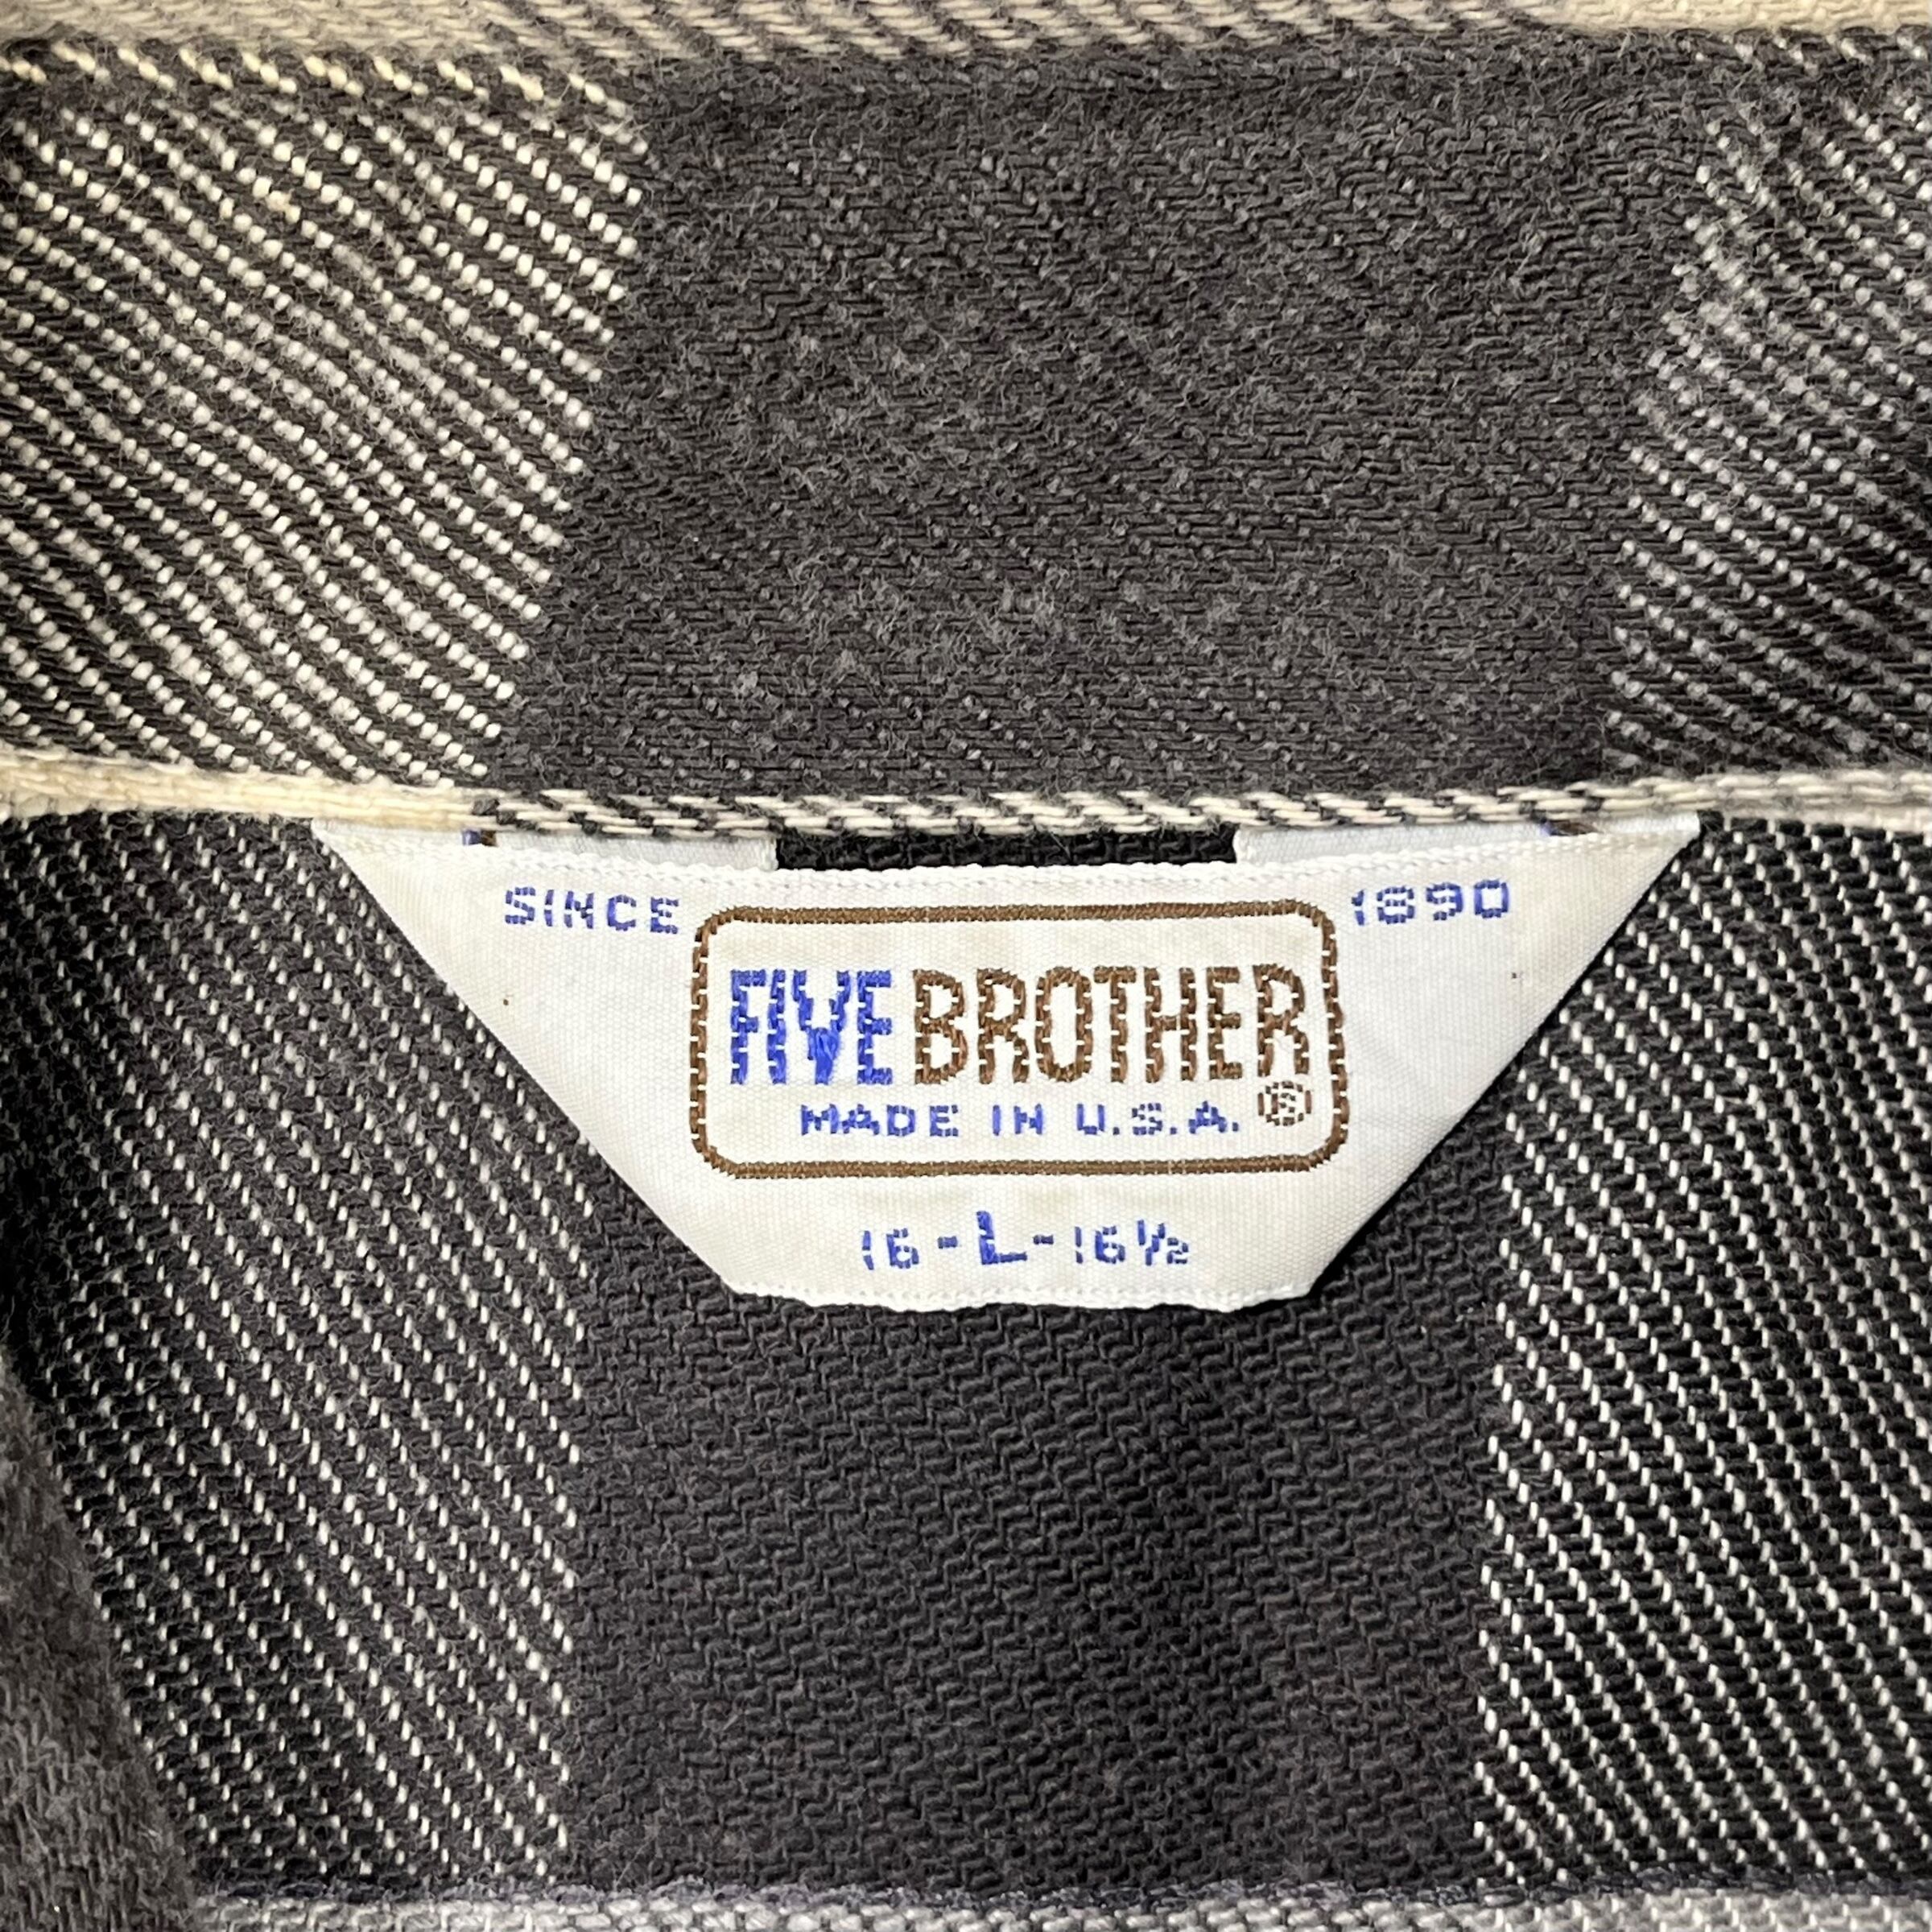 SINCE 1890
FIVE BROTHER
MADE IN U.S.A. ®
16-L-16½